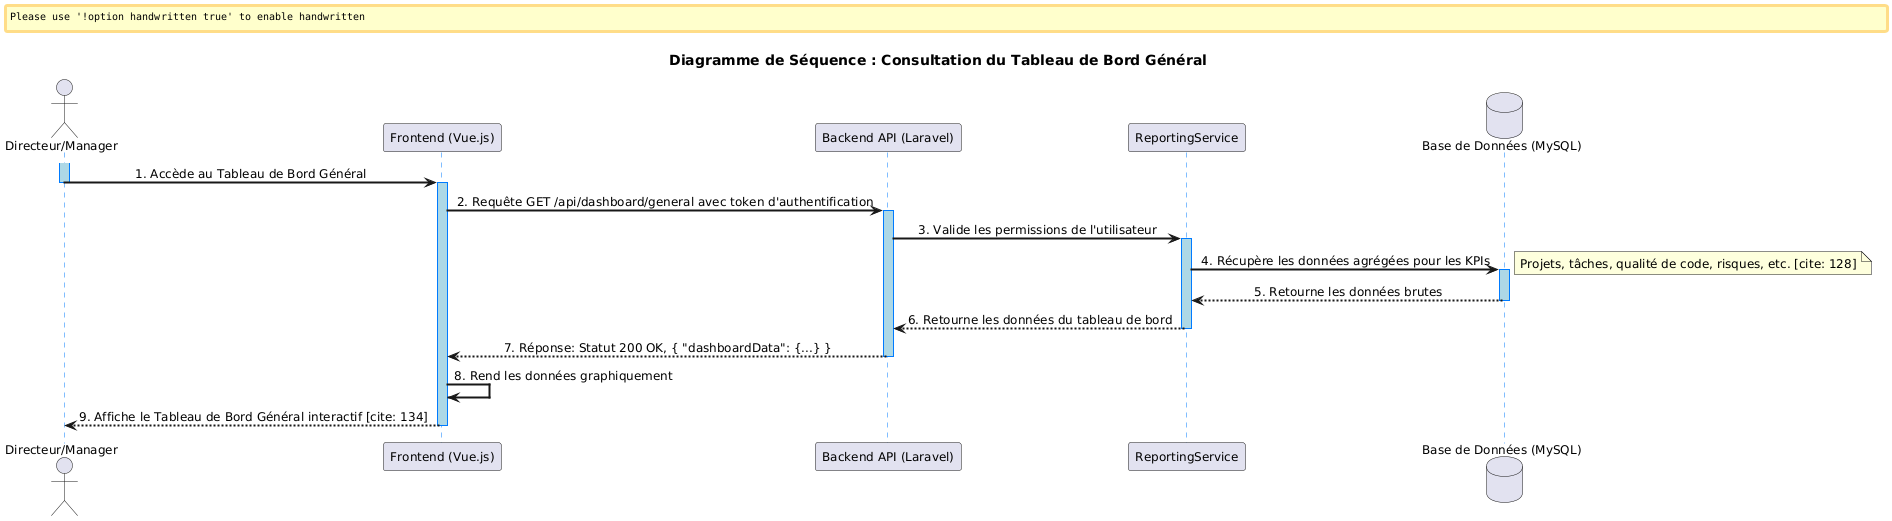 Please use '!option handwritten true' to enable handwritten
Diagramme de Séquence : Consultation du Tableau de Bord Général
Directeur/Manager
Frontend (Vue.js)
Backend API (Laravel)
ReportingService
Base de Données (MySQL)
1. Accède au Tableau de Bord Général
2. Requête GET /api/dashboard/general avec token d'authentification
3. Valide les permissions de l'utilisateur
4. Récupère les données agrégées pour les KPIs
Projets, tâches, qualité de code, risques, etc. [cite: 128]
5. Retourne les données brutes
6. Retourne les données du tableau de bord
7. Réponse: Statut 200 OK, { "dashboardData": {...} }
8. Rend les données graphiquement
9. Affiche le Tableau de Bord Général interactif [cite: 134]
Directeur/Manager
Frontend (Vue.js)
Backend API (Laravel)
ReportingService
Base de Données (MySQL)